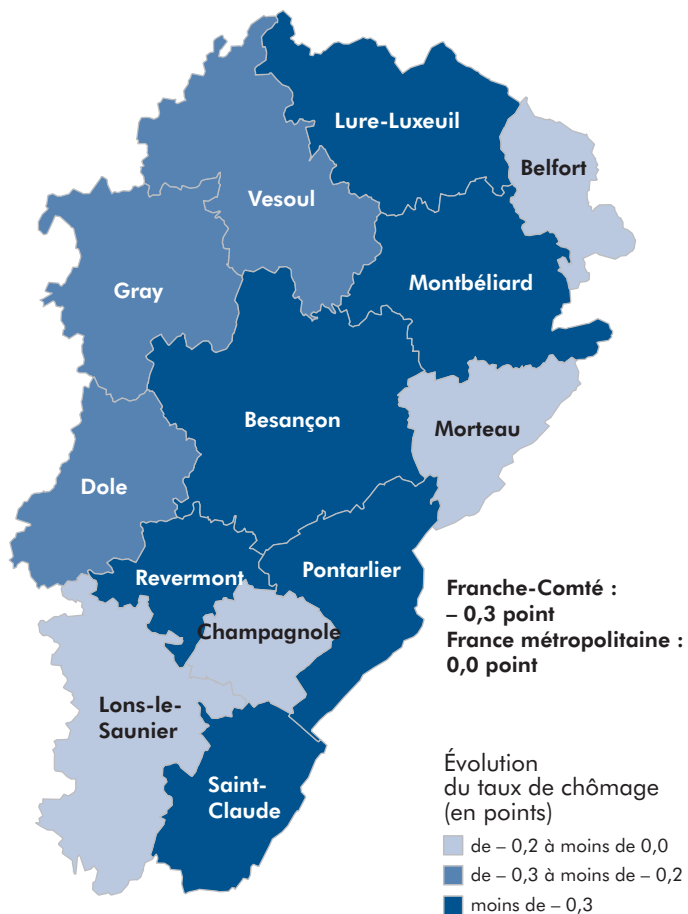 Lure-Luxeuil
Belfort
Vesoul
Gray
Montbéliard
Besançon
Morteau
Dole
Revermont
Pontarlier
Champagnole
Lons-le-
Saunier
Saint-
Claude
Franche-Comté :
– 0,3 point
France métropolitaine :
0,0 point
Évolution
du taux de chômage
(en points)
de – 0,2 à moins de 0,0
de – 0,3 à moins de – 0,2
moins de – 0,3